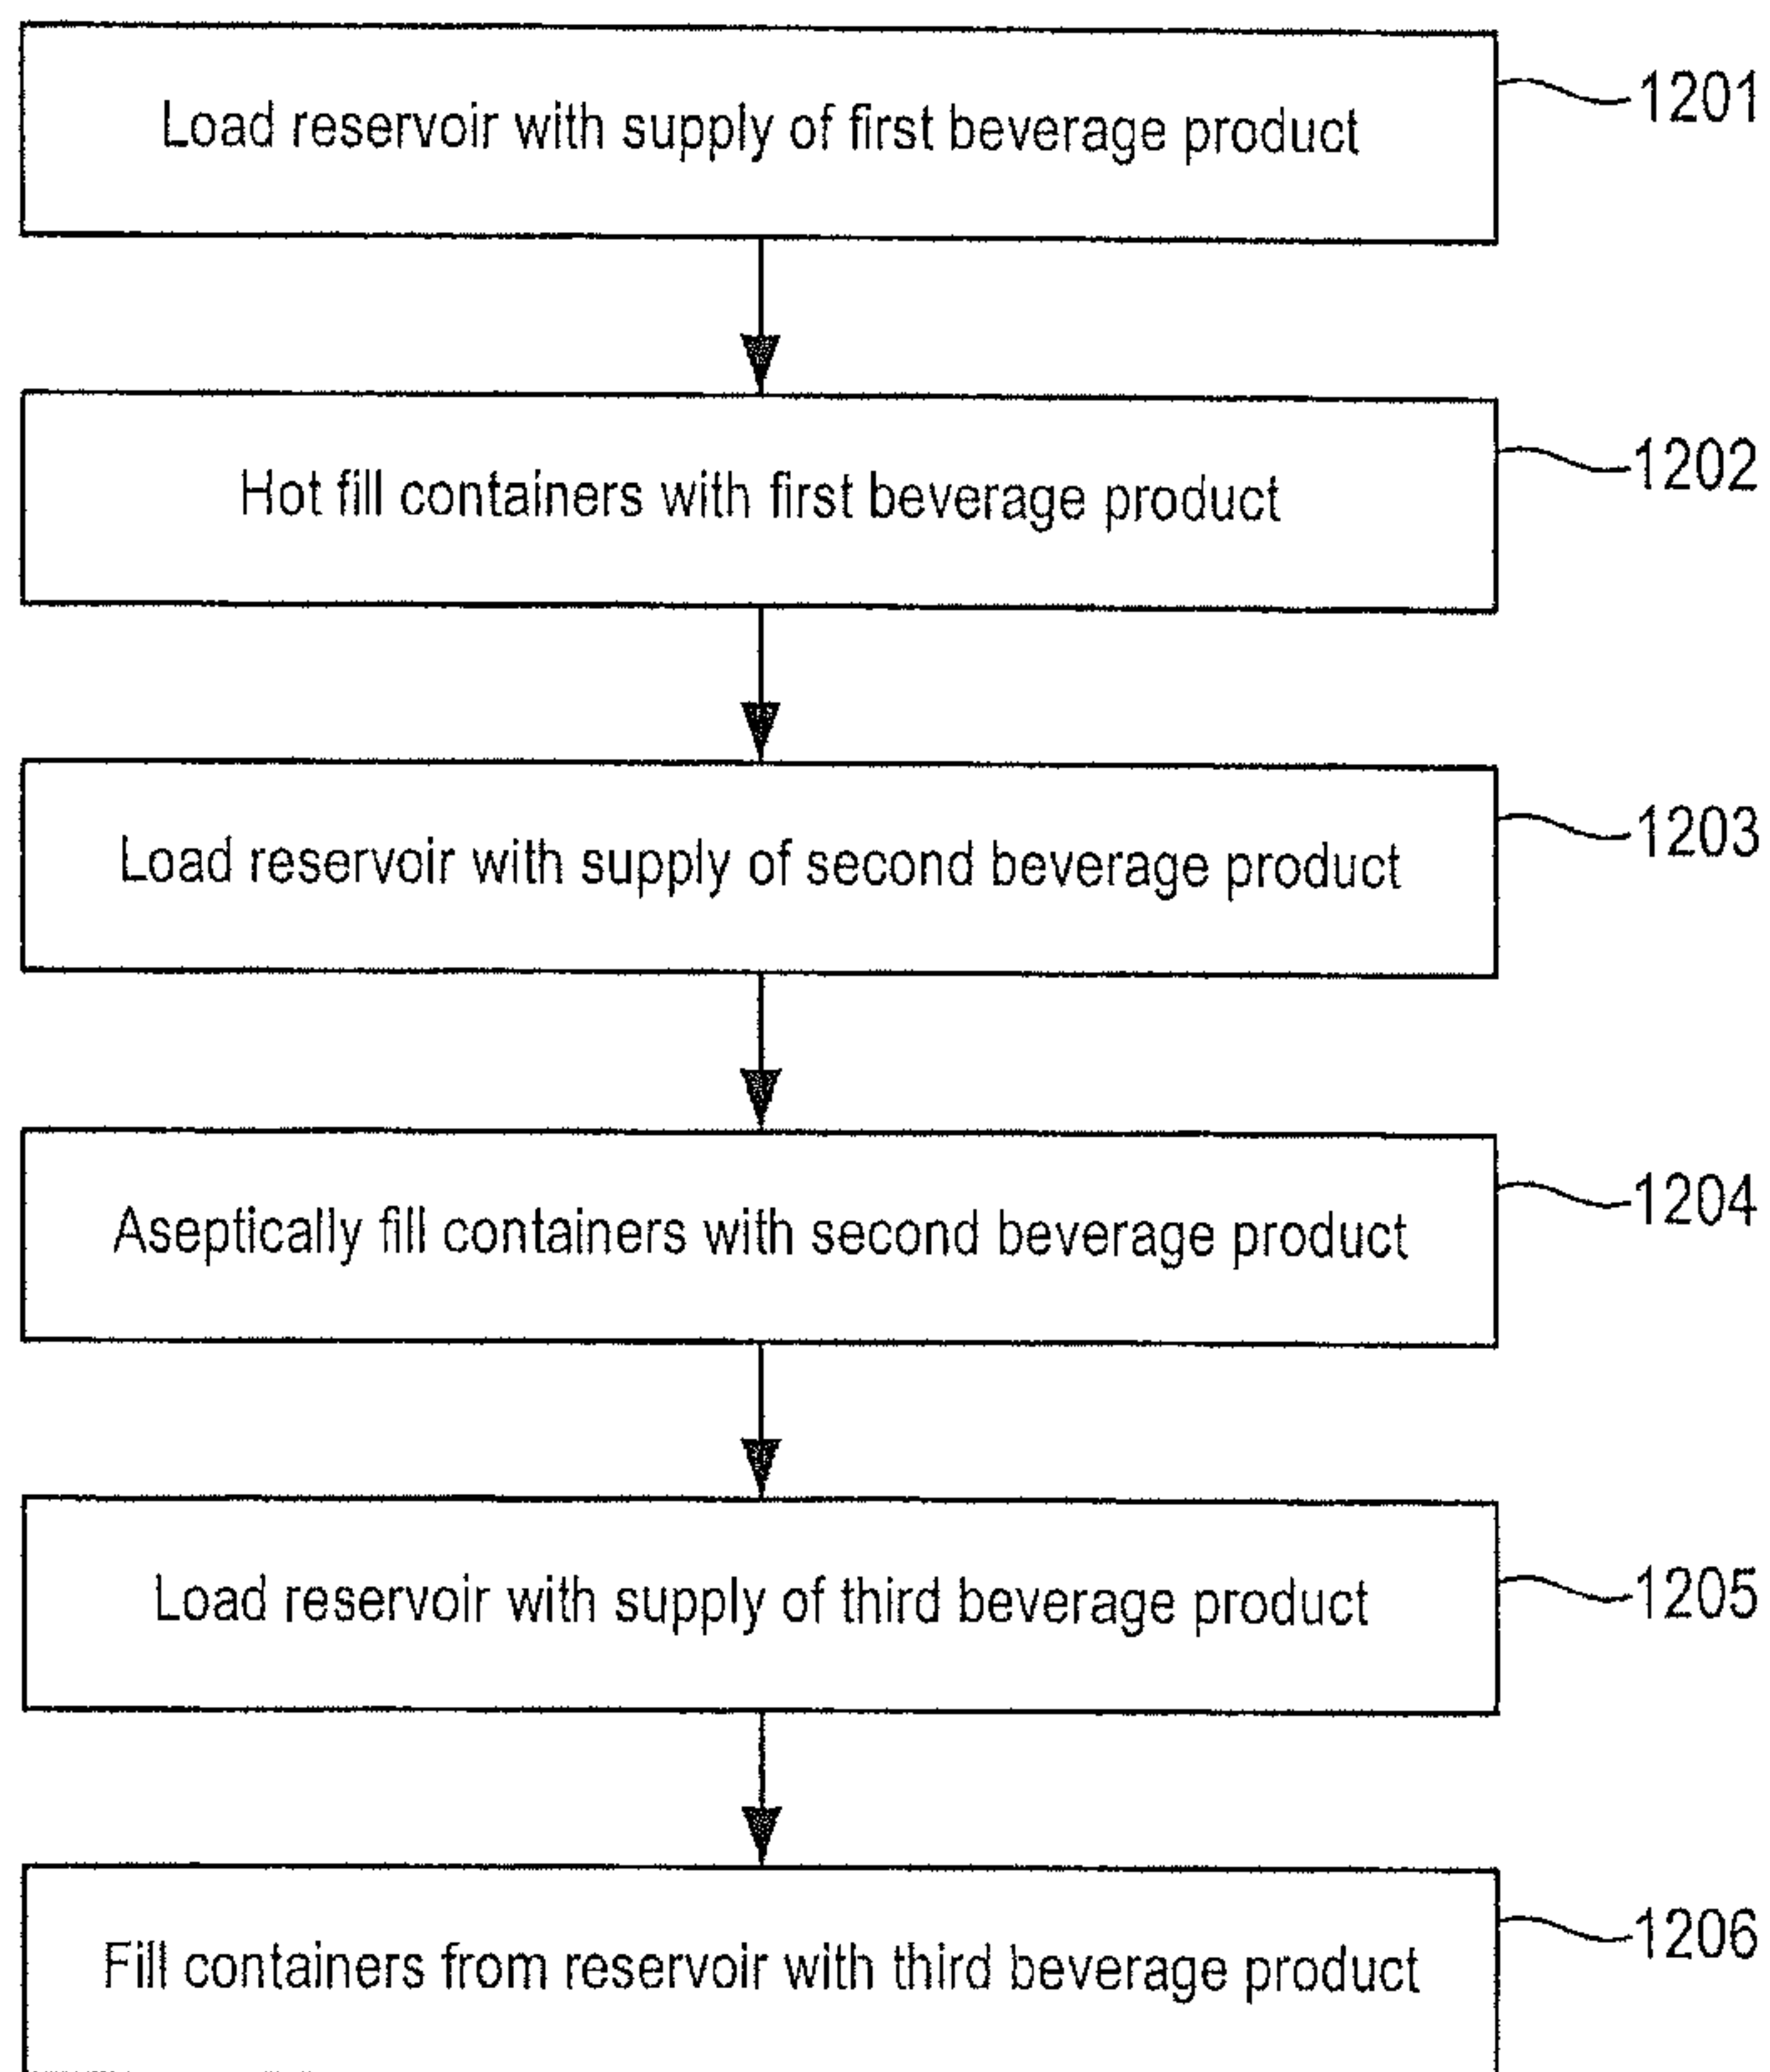 Load reservoir with supply of first beverage product
1201
Hot fill containers with first beverage product
1202
Load reservoir with supply of second beverage product
1203
Aseptically fill containers with second beverage product
1204
Load reservoir with supply of third beverage product
1205
Fill containers from reservoir with third beverage product
1206